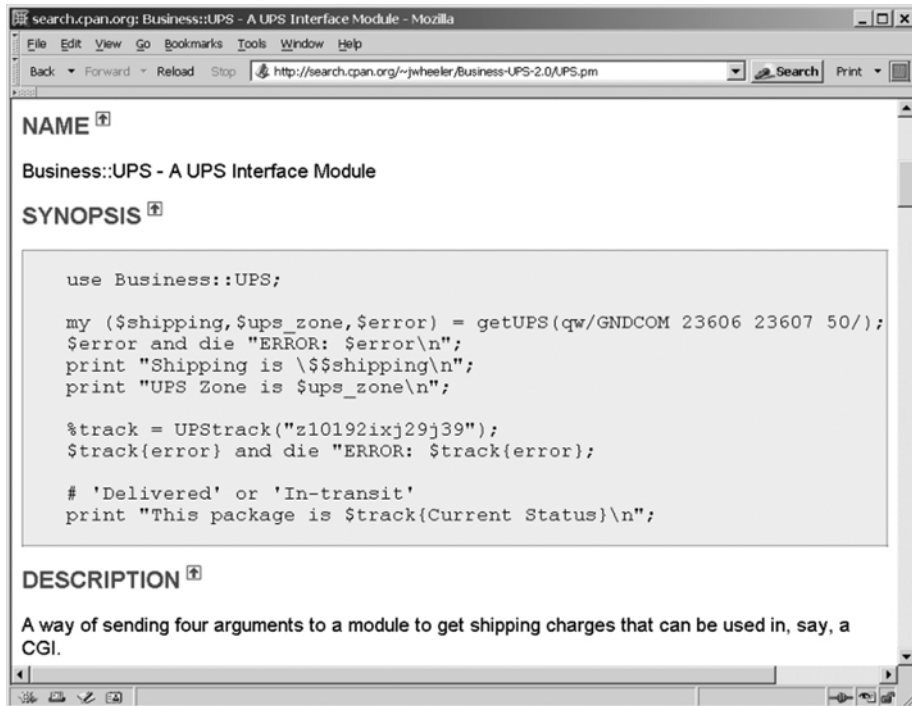 search.cpan.org: Business::UPS - A UPS Interface Module - Mozilla
File Edit View Go Bookmarks Tools Window Help
Back Forward Reload Stop http://search.cpan.org/~jwheeler/Business-UPS-2.0/UPS.pm Search Print
NAME
Business::UPS - A UPS Interface Module
SYNOPSIS
use Business::UPS;
my ($shipping,$ups_zone,$error) = getUPS(qw/GNDCOM 23606 23607 50/);
$error and die "ERROR: $error\n";
print "Shipping is \$$shipping\n";
print "UPS Zone is $ups_zone\n";
%track = UPStrack("z10192ixj29j39");
$track{error} and die "ERROR: $track{error};
# 'Delivered' or 'In-transit'
print "This package is $track{Current Status}\n";
DESCRIPTION
A way of sending four arguments to a module to get shipping charges that can be used in, say, a
CGI.